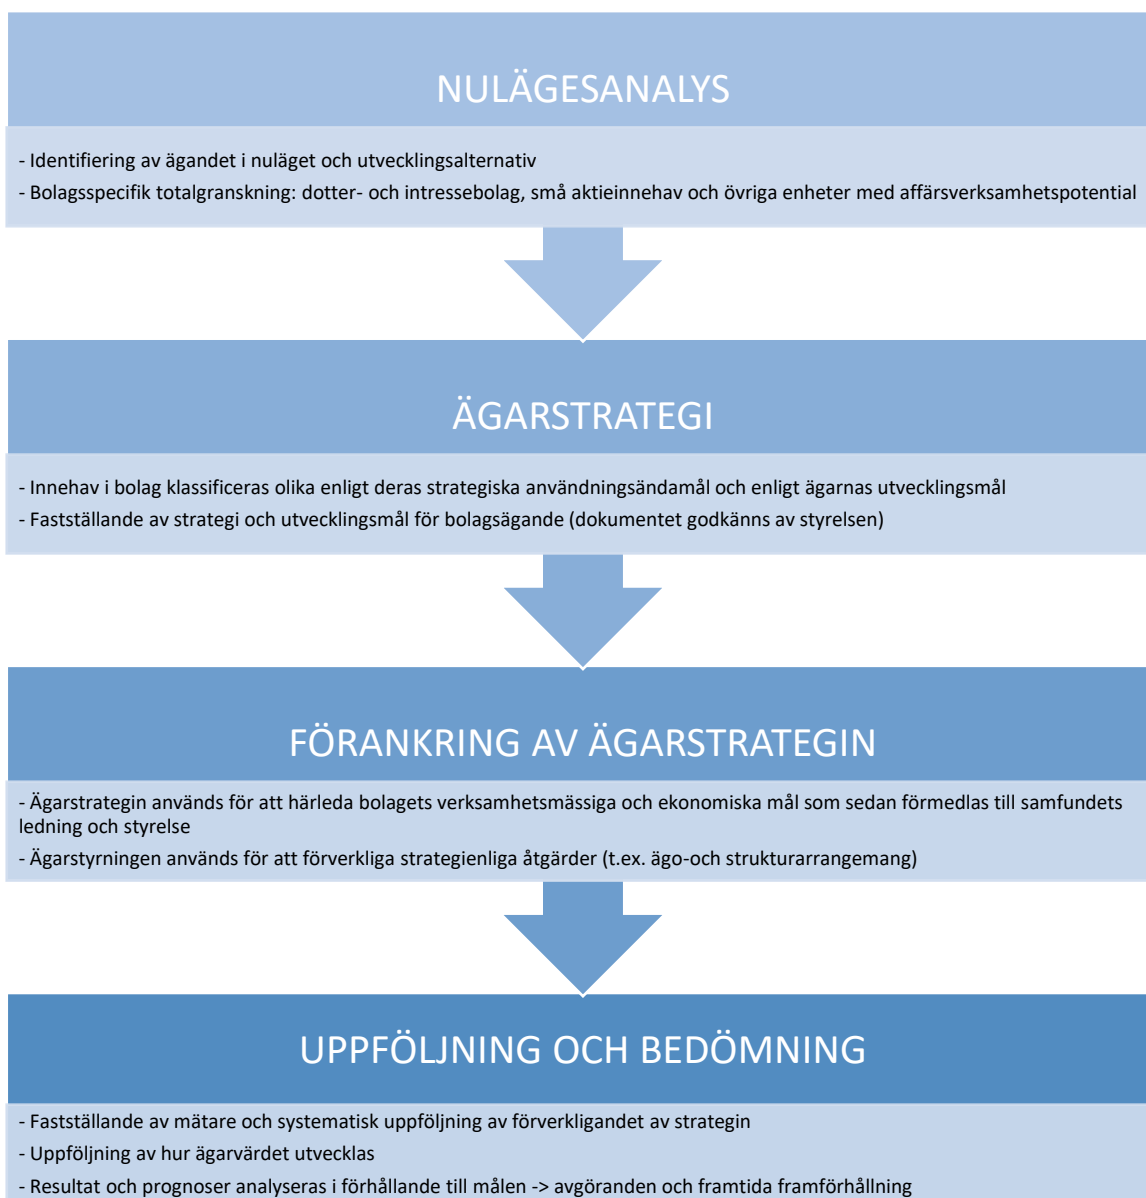 NULÄGESANALYS
- Identifiering av ägandet i nuläget och utvecklingsalternativ
- Bolagsspecifik totalgranskning: dotter- och intressebolag, små aktieinnehav och övriga enheter med affärsverksamhetspotential
ÄGARSTRATEGI
- Innehav i bolag klassificeras olika enligt deras strategiska användningsändamål och enligt ägarnas utvecklingsmål
- Fastställande av strategi och utvecklingsmål för bolagsägande (dokumentet godkänns av styrelsen)
FÖRANKRING AV ÄGARSTRATEGIN
- Ägarstrategin används för att härleda bolagets verksamhetsmässiga och ekonomiska mål som sedan förmedlas till samfundets
ledning och styrelse
- Ägarstyrningen används för att förverkliga strategienliga åtgärder (t.ex. ägo-och strukturarrangemang)
UPPFÖLJNING OCH BEDÖMNING
- Fastställande av mätare och systematisk uppföljning av förverkligandet av strategin
- Uppföljning av hur ägarvärdet utvecklas
- Resultat och prognoser analyseras i förhållande till målen -> avgöranden och framtida framförhållning